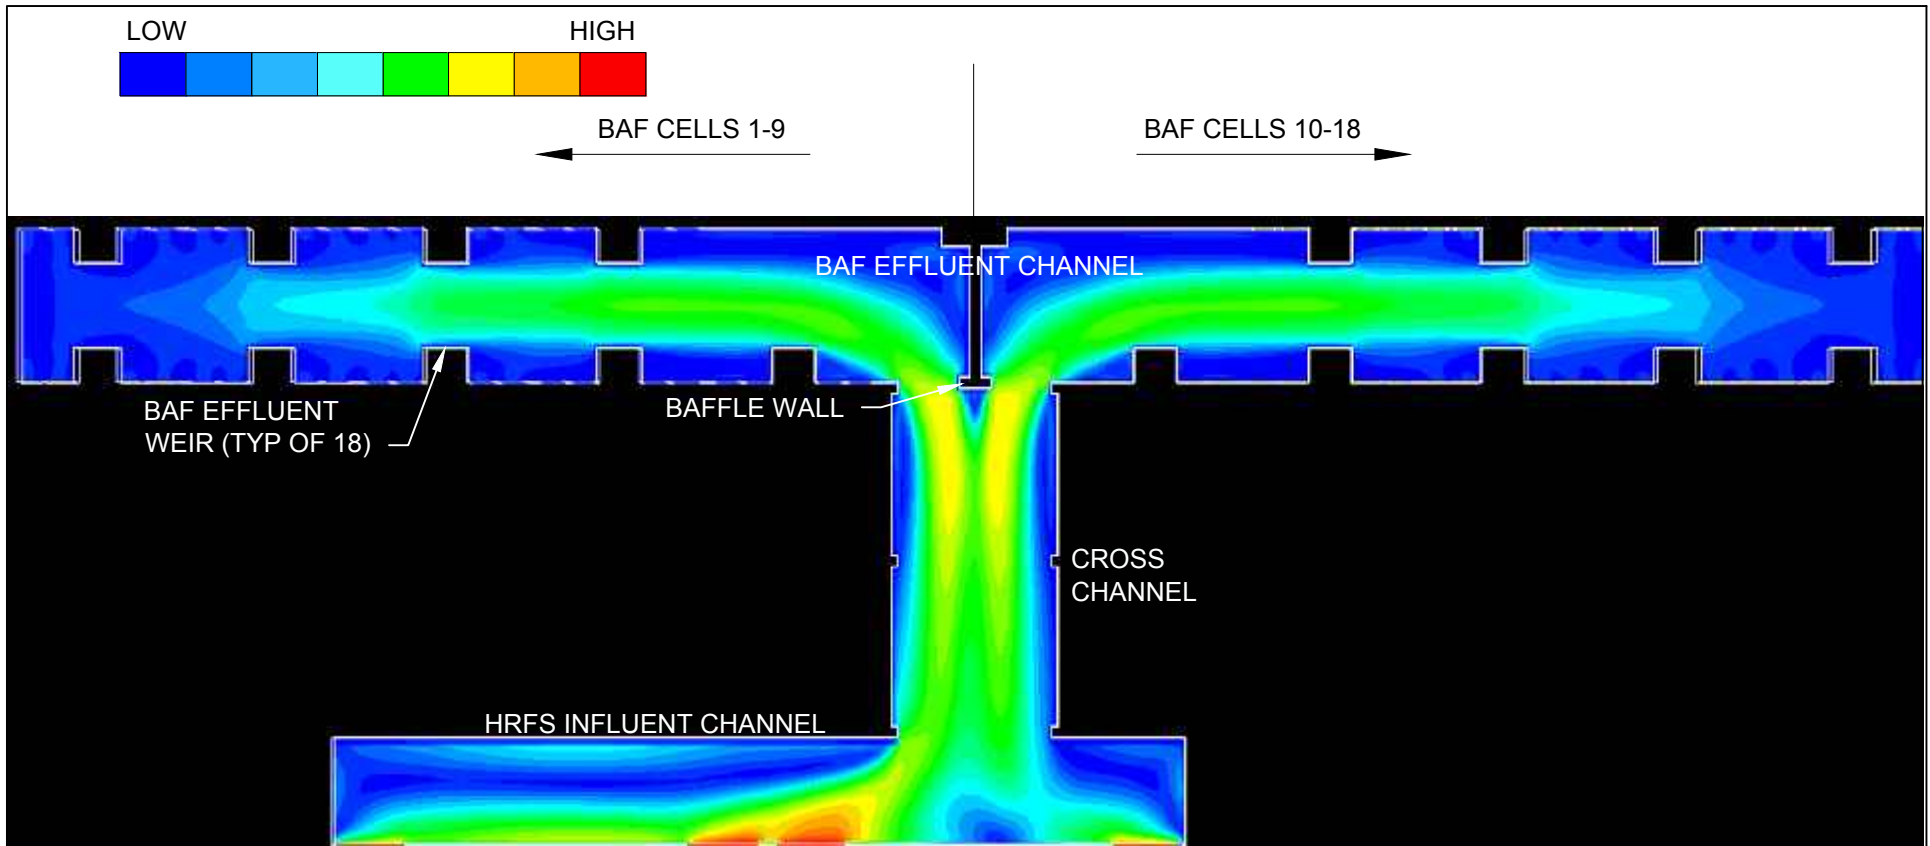 LOW HIGH
BAF CELLS 1-9 BAF CELLS 10-18
BAF EFFLUENT CHANNEL
BAF EFFLUENT
WEIR (TYP OF 18)
BAFFLE WALL
CROSS
CHANNEL
HRFS INFLUENT CHANNEL